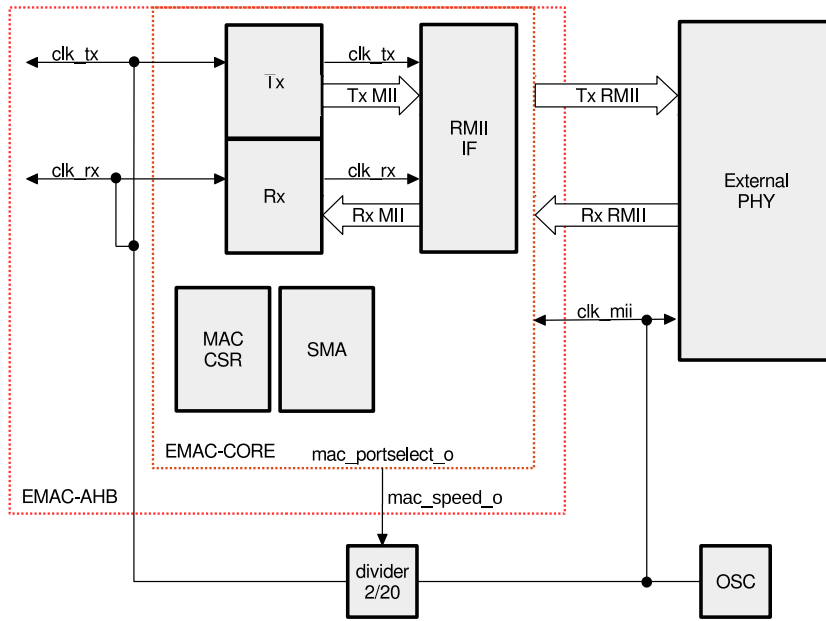 clk_tx
Tx
clk_tx
Tx MII
RMII
IF
Tx RMII
clk_rx
Rx
clk_rx
Rx MII
External
PHY
Rx RMII
MAC
CSR
SMA
clk_mii
EMAC-CORE
mac_portselect_o
EMAC-AHB
mac_speed_o
divider
2/20
OSC